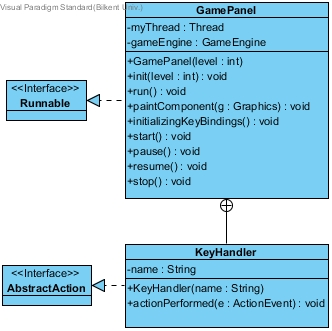 Visual Paradigm Standard(Bilkent Univ.)
GamePanel
-myThread : Thread
-gameEngine : GameEngine
+GamePanel(level : int)
+init(level : int) : void
+run() : void
+paintComponent(g : Graphics) : void
+initializingKeyBindings() : void
+start() : void
+pause() : void
+resume() : void
+stop() : void
<<Interface>>
Runnable
KeyHandler
-name : String
+KeyHandler(name : String)
+actionPerformed(e : ActionEvent) : void
<<Interface>>
AbstractAction